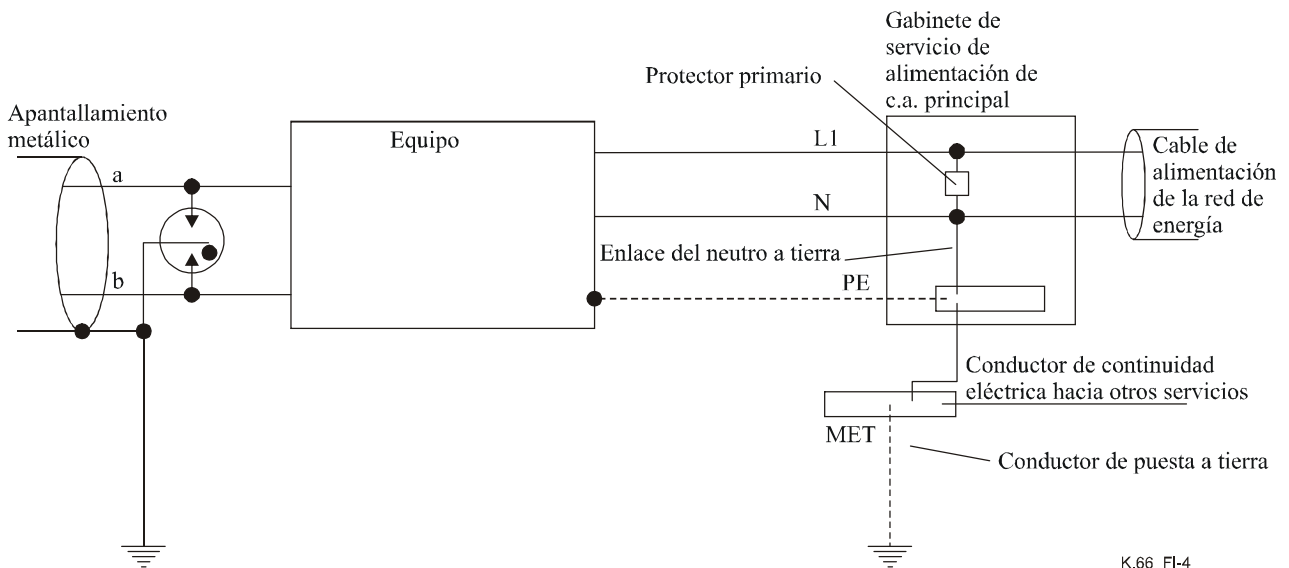 Gabinete de
servicio de
alimentación de
c.a. principal
Protector primario
Apantallamiento
metálico
Equipo
L1
Cable de
alimentación
de la red de
energía
a
N
Enlace del neutro a tierra
b
PE
Conductor de continuidad
eléctrica hacia otros servicios
MET
Conductor de puesta a tierra
K.66_FI-4